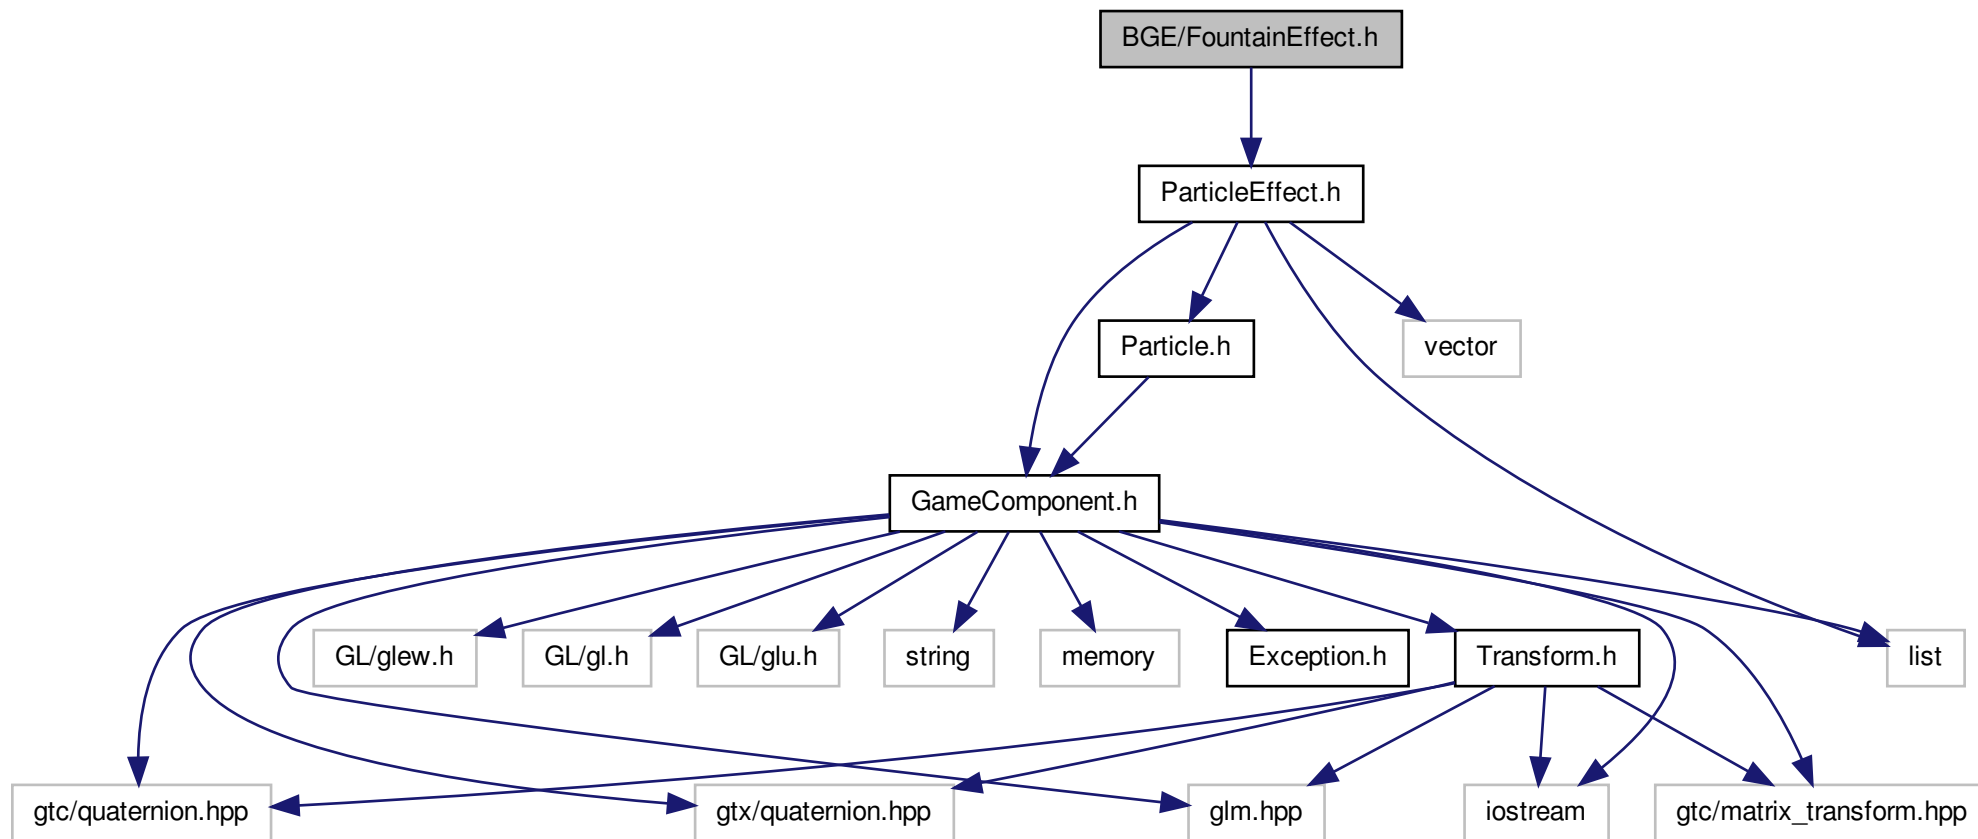 BGE/FountainEffect.h
ParticleEffect.h
Particle.h
vector
GameComponent.h
GL/glew.h
GL/gl.h
GL/glu.h
string
memory
Exception.h
Transform.h
list
gtc/quaternion.hpp
gtx/quaternion.hpp
glm.hpp
iostream
gtc/matrix_transform.hpp